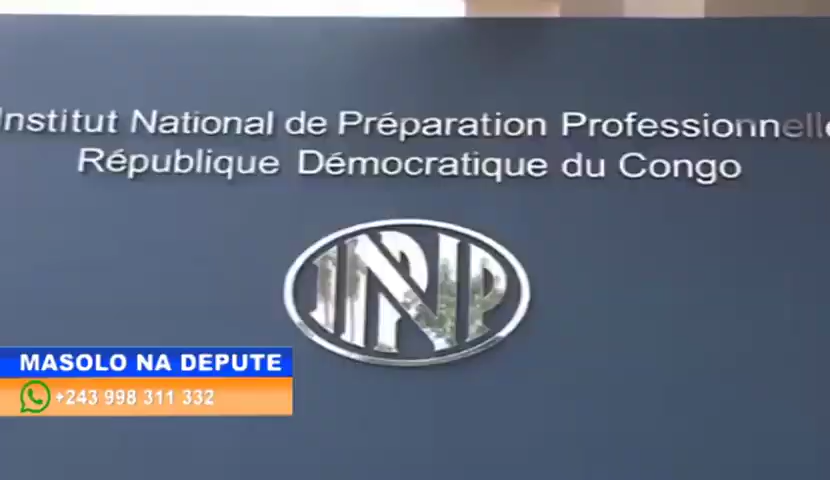 Institut National de Préparation Professionnelle
République Démocratique du Congo
INPP
MASOLO NA DEPUTE
+243 998 311 332